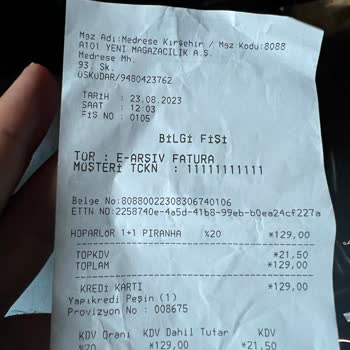 Mgz Adı:Medrese Kırşehir / Mgz Kodu:8088
A101 YENİ MAGAZACILIK A.Ş.
Medrese Mh.
93. Sk.
ÜSKÜDAR/9480423762
TARİH : 23.08.2023
SAAT : 12:03
FİŞ NO : 0105
BİLGİ FİŞİ
TÜR : E-ARŞİV FATURA
MÜŞTERİ TCKN : 11111111111
Belge No:80880022308306740106
ETTN NO:2258740e-4a5d-41b8-99eb-b0ea24cf227a
HOPARLÖR 1+1 PIRANHA %20 *129,00
TOPKDV *21,50
TOPLAM *129,00
KREDİ KARTI *129,00
Yapıkredi Peşin (1)
Provizyon No : 008675
KDV Oranı KDV Dahil Tutar KDV
%20 *129,00 *21,50